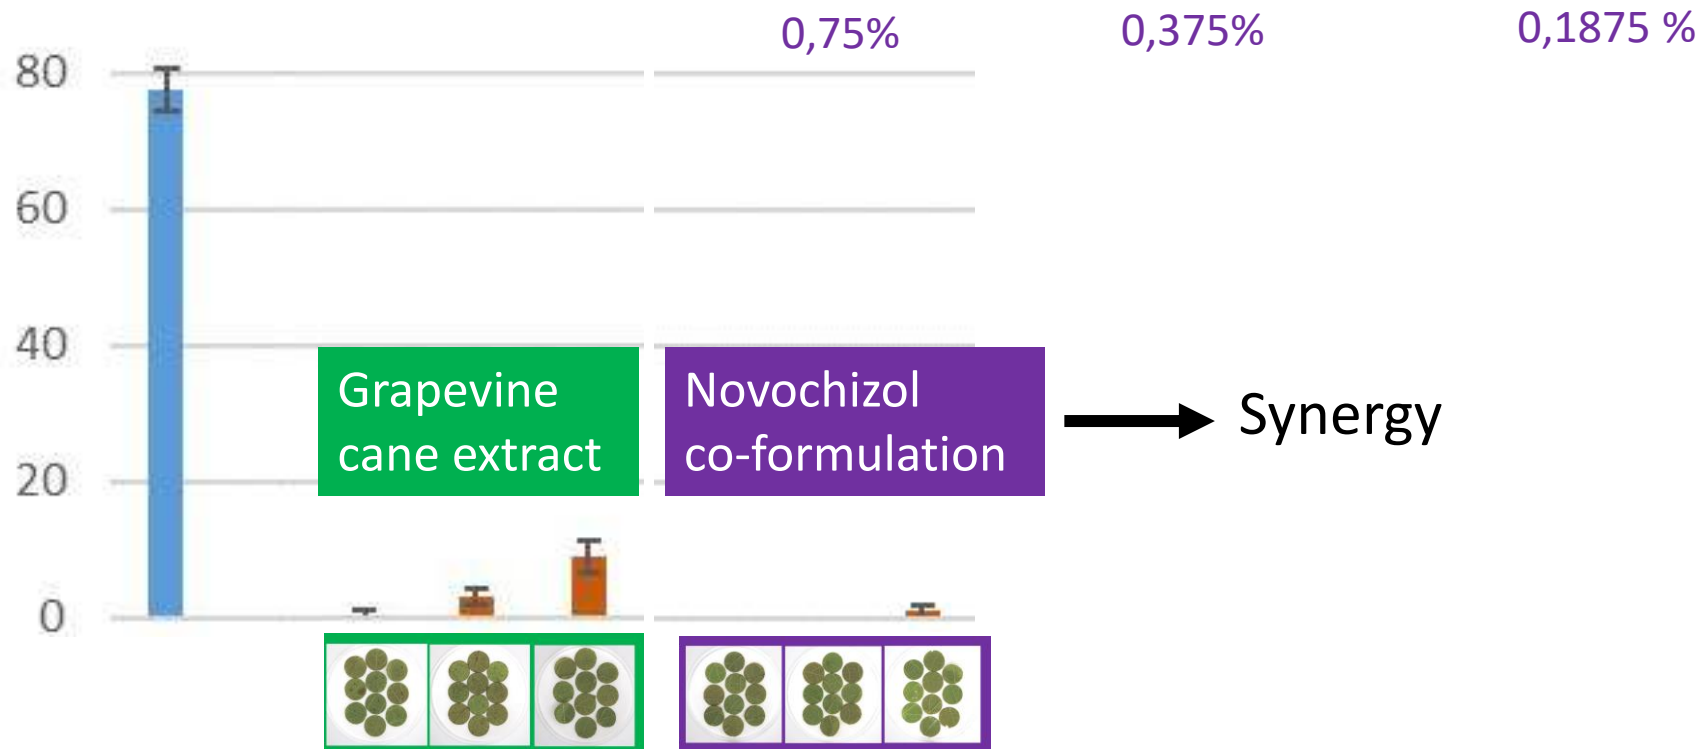 0,75%
0,375%
0,1875 %
80
60
40
20
0
Grapevine
cane extract
Novochizol
co-formulation
Synergy